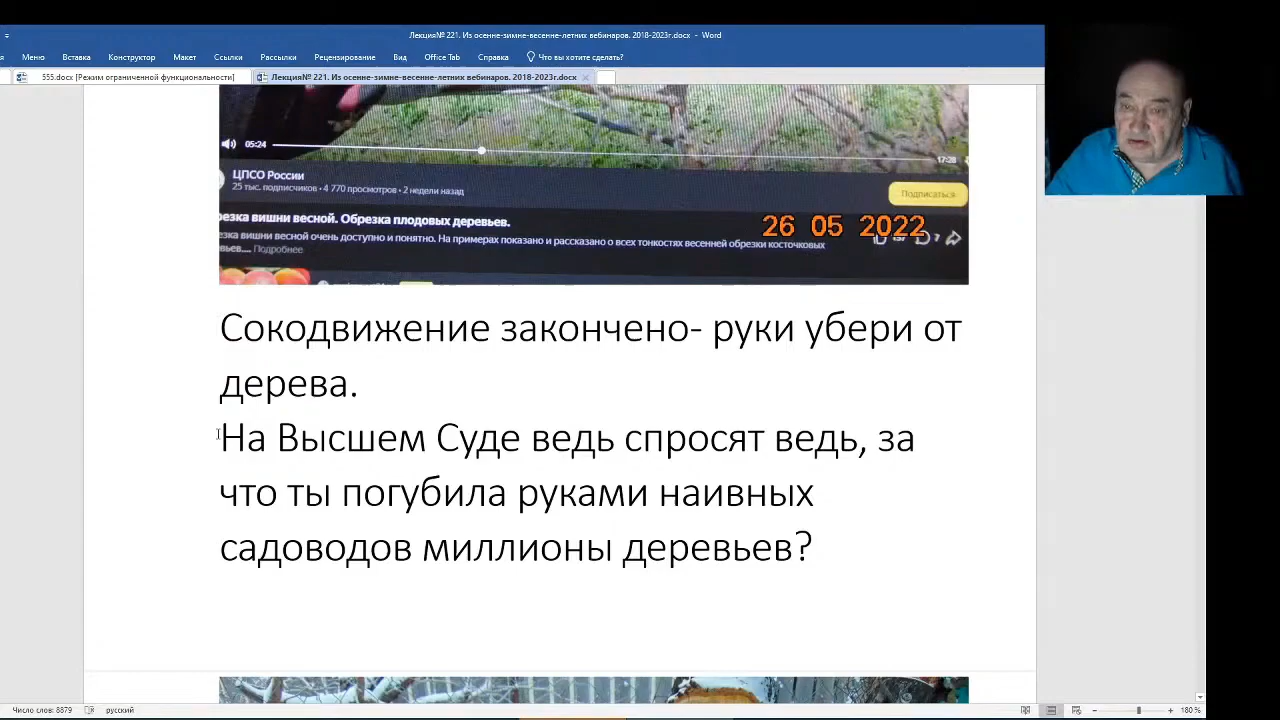 Лекция№ 221. Из осенне-зимне-весенне-летних вебинаров. 2018-2023г.docx - Word
Меню Вставка Конструктор Макет Ссылки Рассылки Рецензирование Вид Office Tab Справка Что вы хотите сделать?
555.docx [Режим ограниченной функциональности] Лекция№ 221. Из осенне-зимне-весенне-летних вебинаров. 2018-2023г.docx
05:24 17:28
ЦПСО России
25 тыс. подписчиков • 4 770 просмотров • 2 недели назад
Подписаться
резка вишни весной. Обрезка плодовых деревьев.
26 05 2022
зка вишни весной очень доступно и понятно. На примерах показано и рассказано о всех тонкостях весенней обрезки косточковых
7
вьев.... Подробнее
Сокодвижение закончено- руки убери от
дерева.
На Высшем Суде ведь спросят ведь, за
что ты погубила руками наивных
садоводов миллионы деревьев?
Число слов: 8879 русский 180 %